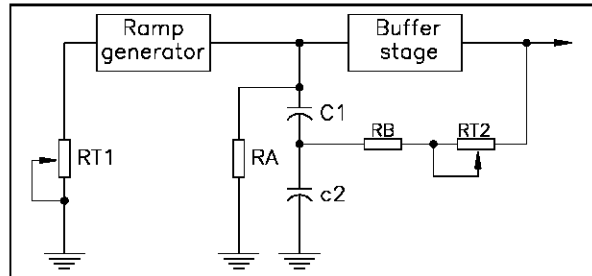 Ramp
generator
Buffer
stage
C1
RB
RT2
RT1
RA
c2